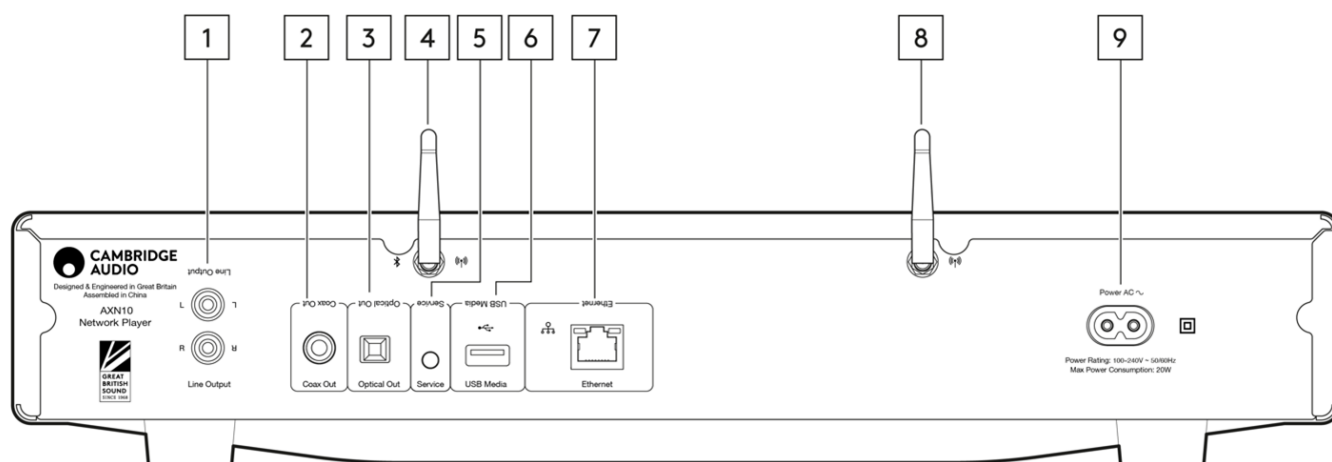 1
2
3
4
5
6
7
8
9
CAMBRIDGE
AUDIO
Designed & Engineered in Great Britain
Assembled in China
AXN10
Network Player
GREAT
BRITISH
SOUND
SINCE 1968
Line Output
L L
R R
Line Output
Coax Out
Coax Out
Optical Out
Optical Out
Service
Service
USB Media
USB Media
Ethernet
Ethernet
Power AC ~
Power Rating: 100-240V ~ 50/60Hz
Max Power Consumption: 20W